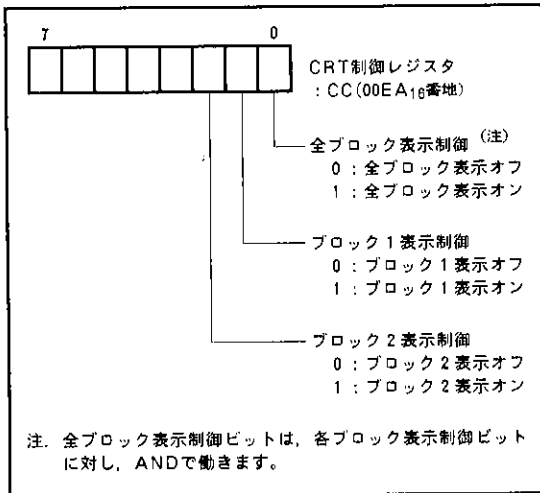 7 0
CRT制御レジスタ
: CC(00EA16番地)
全ブロック表示制御 (注)
0 : 全ブロック表示オフ
1 : 全ブロック表示オン
ブロック1表示制御
0 : ブロック1表示オフ
1 : ブロック1表示オン
ブロック2表示制御
0 : ブロック2表示オフ
1 : ブロック2表示オン
注. 全ブロック表示制御ビットは, 各ブロック表示制御ビット
に対し, ANDで働きます。